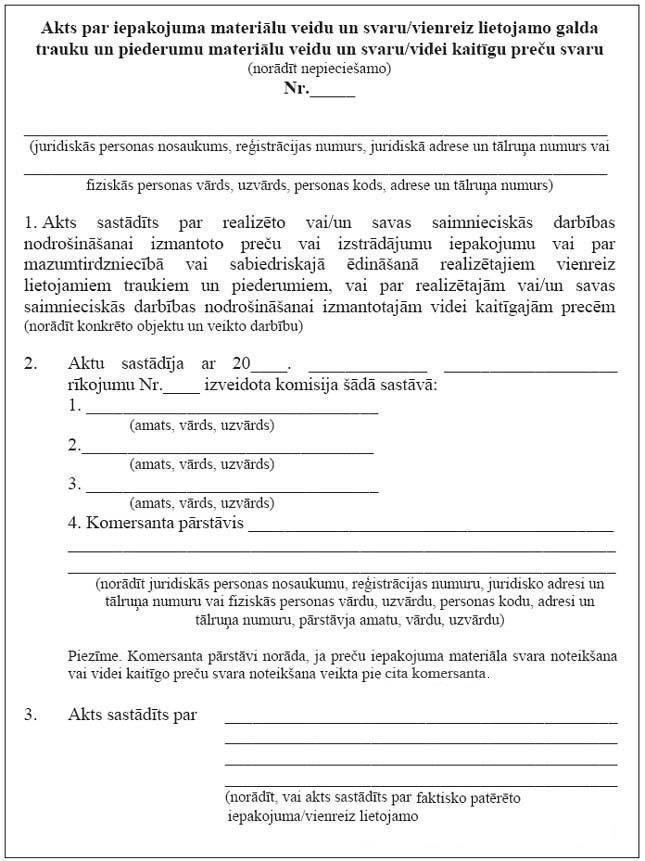 Akts par iepakojuma materiālu veidu un svaru/vienreiz lietojamo galda
trauku un piederumu materiālu veidu un svaru/videi kaitīgu preču svaru
(norādīt nepieciešamo)
Nr._____
(juridiskās personas nosaukums, reģistrācijas numurs, juridiskā adrese un tālruņa numurs vai
fiziskās personas vārds, uzvārds, personas kods, adrese un tālruņa numurs)
1. Akts sastādīts par realizēto vai/un savas saimnieciskās darbības
nodrošināšanai izmantoto preču vai izstrādājumu iepakojumu vai par
mazumtirdzniecībā vai sabiedriskajā ēdināšanā realizētajiem vienreiz
lietojamiem traukiem un piederumiem, vai par realizētajām vai/un savas
saimnieciskās darbības nodrošināšanai izmantotajām videi kaitīgajām precēm
(norādīt konkrēto objektu un veikto darbību)
2. Aktu sastādīja ar 20____. _____________ ___________________
rīkojumu Nr.____ izveidota komisija šādā sastāvā:
1. ________________________________
(amats, vārds, uzvārds)
2.________________________________
(amats, vārds, uzvārds)
3. ________________________________
(amats, vārds, uzvārds)
4. Komersanta pārstāvis ________________________________________
(norādīt juridiskās personas nosaukumu, reģistrācijas numuru, juridisko adresi un
tālruņa numuru vai fiziskās personas vārdu, uzvārdu, personas kodu, adresi un
tālruņa numuru, pārstāvja amatu, vārdu, uzvārdu)
Piezīme. Komersanta pārstāvi norāda, ja preču iepakojuma materiāla svara noteikšana
vai videi kaitīgo preču svara noteikšana veikta pie cita komersanta.
3. Akts sastādīts par ___________________________________________
(norādīt, vai akts sastādīts par faktisko patērēto
iepakojuma/vienreiz lietojamo